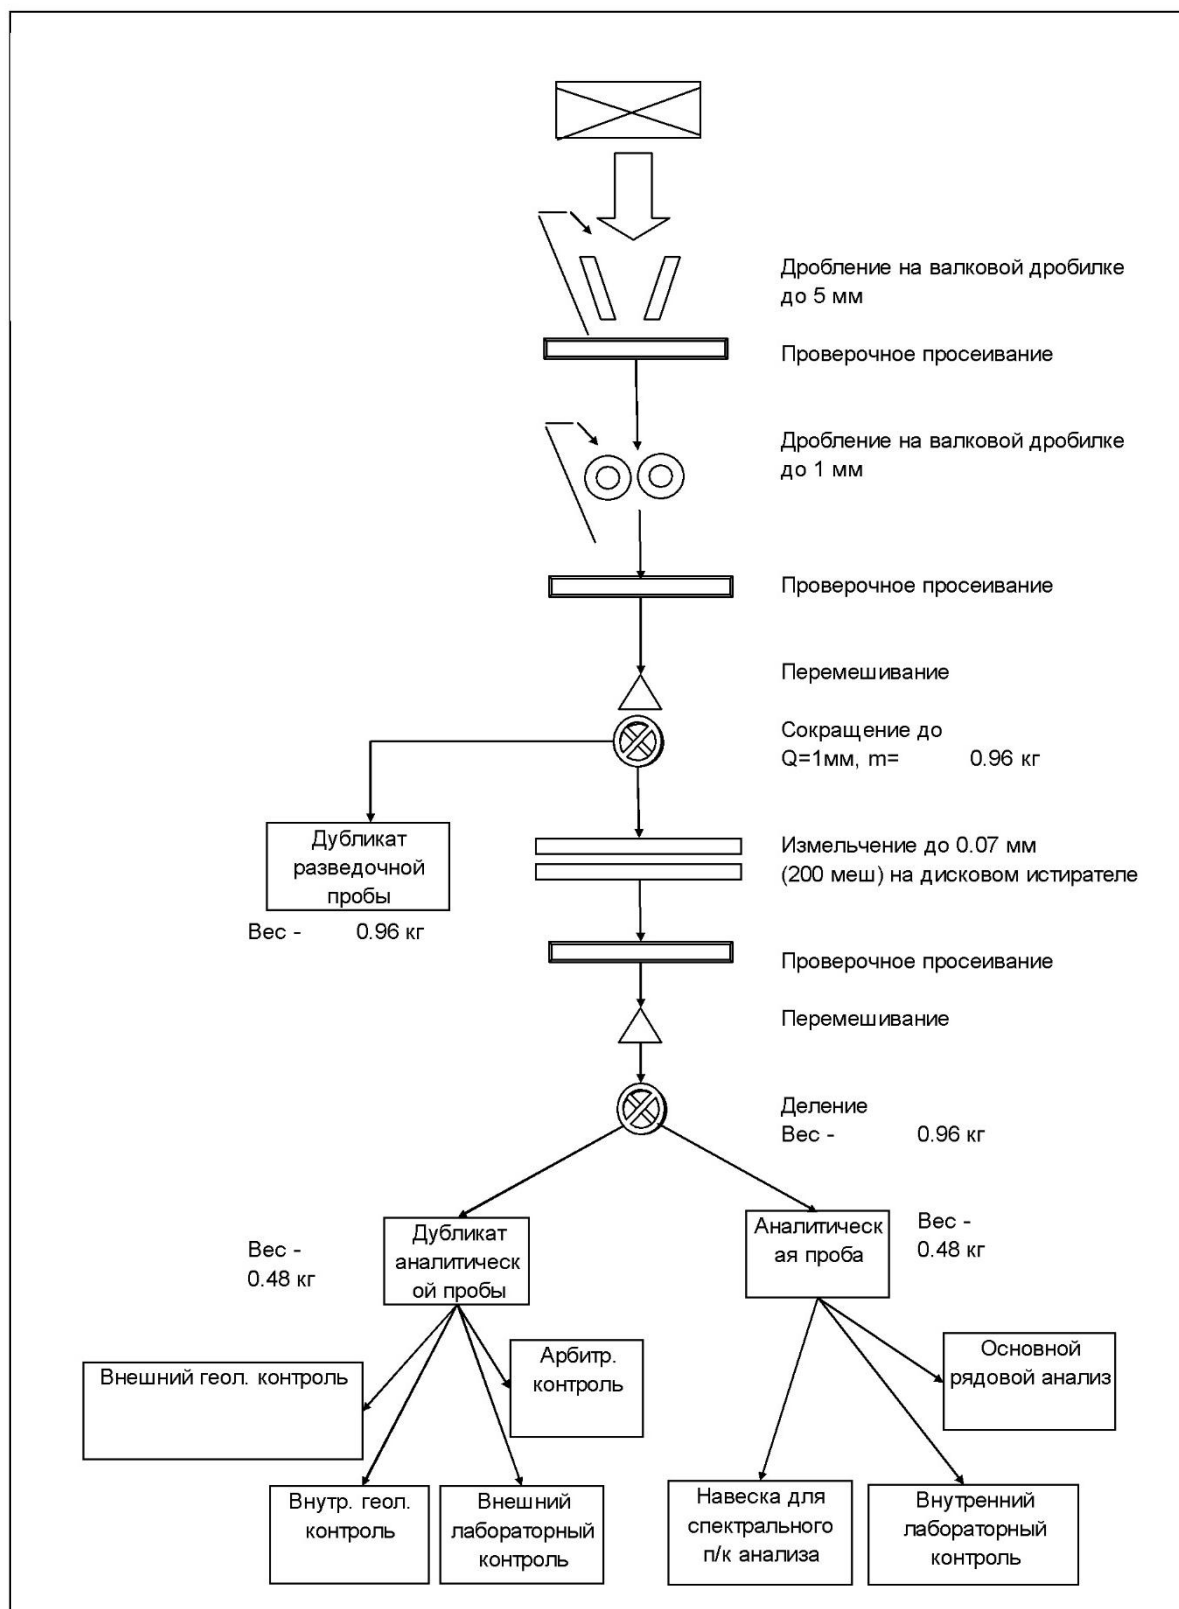 Дробление на валковой дробилке
до 5 мм
Проверочное просеивание
Дробление на валковой дробилке
до 1 мм
Проверочное просеивание
Перемешивание
Сокращение до
Q=1мм, m= 0.96 кг
Дубликат
разведочной
пробы
Вес - 0.96 кг
Измельчение до 0.07 мм
(200 меш) на дисковом истирателе
Проверочное просеивание
Перемешивание
Деление
Вес - 0.96 кг
Вес -
0.48 кг
Дубликат
аналитическ
ой пробы
Аналитическ
ая проба
Вес -
0.48 кг
Внешний геол. контроль
Арбитр.
контроль
Основной
рядовой анализ
Внутр. геол.
контроль
Внешний
лабораторный
контроль
Навеска для
спектрального
п/к анализа
Внутренний
лабораторный
контроль